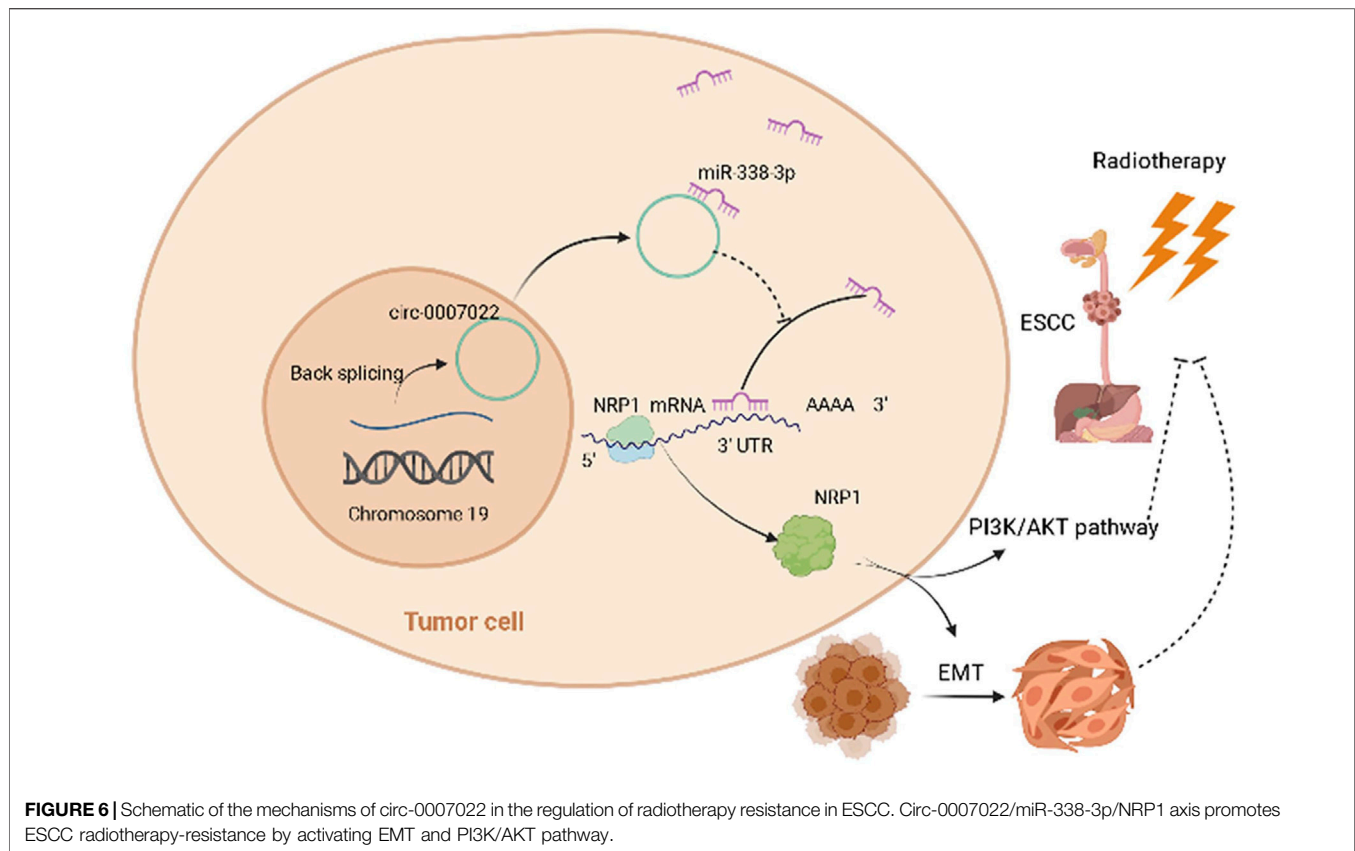 miR-338-3p
Radiotherapy
circ-0007022
ESCC
Back splicing
NRP1 mRNA
AAAA 3'
5'
3' UTR
Chromosome 19
NRP1
PI3K/AKT pathway
Tumor cell
EMT
FIGURE 6 | Schematic of the mechanisms of circ-0007022 in the regulation of radiotherapy resistance in ESCC. Circ-0007022/miR-338-3p/NRP1 axis promotes
ESCC radiotherapy-resistance by activating EMT and PI3K/AKT pathway.